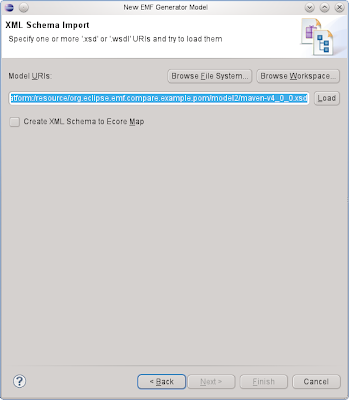 New EMF Generator Model
XML Schema Import
Specify one or more '.xsd' or '.wsdl' URIs and try to load them
Model URIs: Browse File System... Browse Workspace...
atform:/resource/org.eclipse.emf.compare.example.pom/model2/maven-v4_0_0.xsd Load
Create XML Schema to Ecore Map
? < Back Next > Finish Cancel